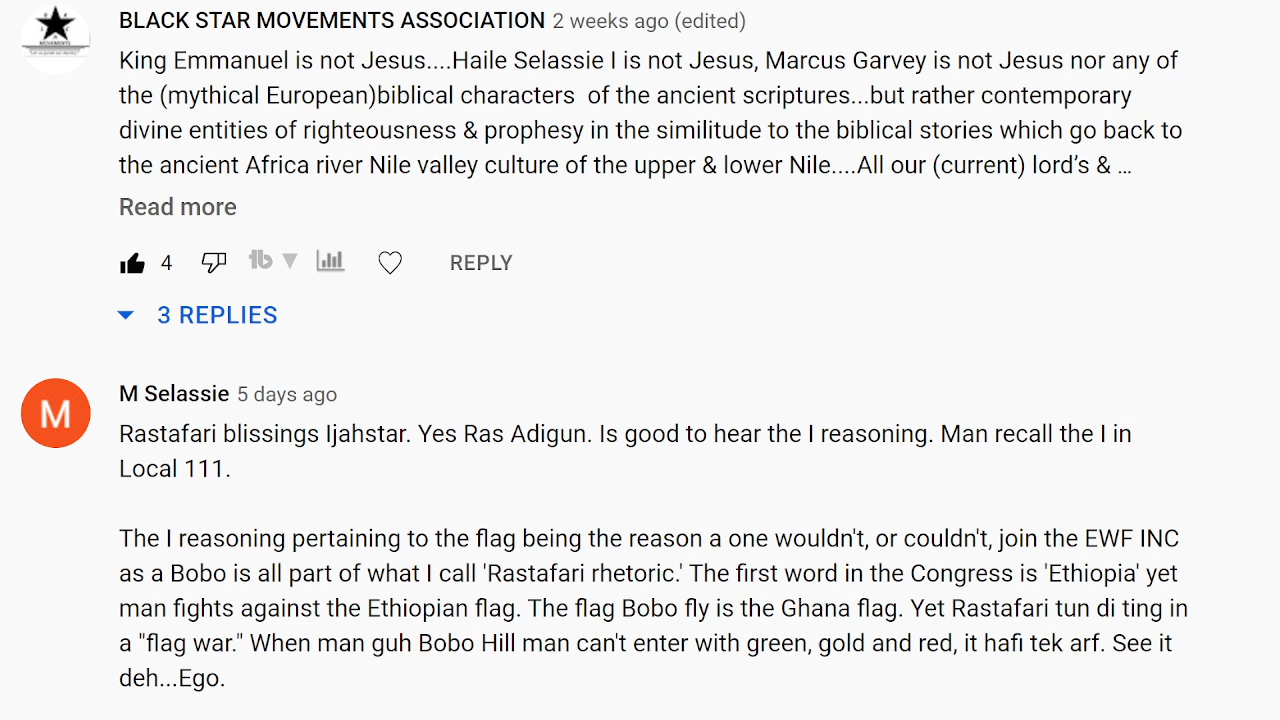 BLACK STAR MOVEMENTS ASSOCIATION 2 weeks ago (edited)
King Emmanuel is not Jesus....Haile Selassie I is not Jesus, Marcus Garvey is not Jesus nor any of
the (mythical European)biblical characters  of the ancient scriptures...but rather contemporary
divine entities of righteousness & prophesy in the similitude to the biblical stories which go back to
the ancient Africa river Nile valley culture of the upper & lower Nile....All our (current) lord’s & …
Read more
4
REPLY
3 REPLIES
M
M Selassie 5 days ago
Rastafari blissings Ijahstar. Yes Ras Adigun. Is good to hear the I reasoning. Man recall the I in
Local 111.
The I reasoning pertaining to the flag being the reason a one wouldn't, or couldn't, join the EWF INC
as a Bobo is all part of what I call 'Rastafari rhetoric.' The first word in the Congress is 'Ethiopia' yet
man fights against the Ethiopian flag. The flag Bobo fly is the Ghana flag. Yet Rastafari tun di ting in
a "flag war." When man guh Bobo Hill man can't enter with green, gold and red, it hafi tek arf. See it
deh...Ego.